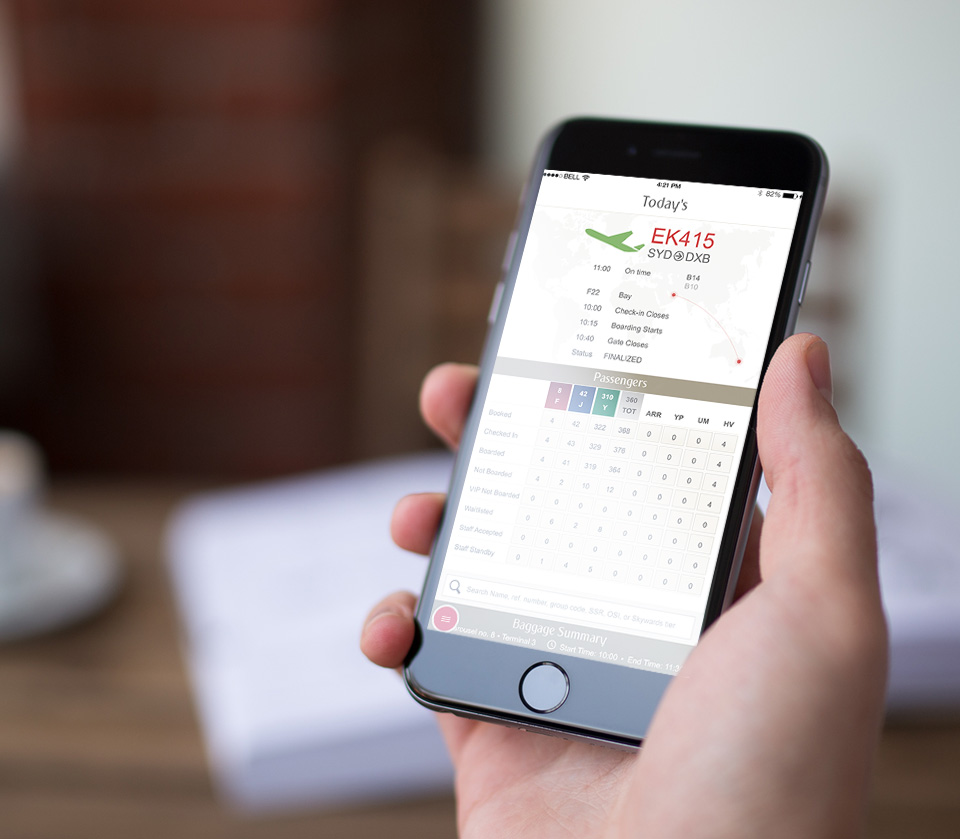 BELL 4:21 PM 82%
Today's
EK415
SYD DXB
11:00 On time B14
B10
F22 Bay
10:00 Check-in Closes
10:15 Boarding Starts
10:40 Gate Closes
Status FINALIZED
Passengers
42 310 360
F J Y TOT ARR YP UM HV
Booked 4 42 322 368 0 0 0 4
Checked In 4 43 329 376 0 0 0 4
Boarded 4 41 319 364 0 0 0 4
Not Boarded 4 2 10 12 0 0 0 4
VIP Not Boarded 0 0 0 0 0 0 0 0
Waitlisted 0 6 2 8 0 0 0 0
Staff Accepted 0 0 0 0 0 0 0 0
Staff Standby 0 1 4 5 0 0 0 0
Search Name, ref. number, group code, SSR, OSI, or Skywards tier
Baggage Summary
no. 8 • Terminal 3 Start Time: 10:00 • End Time: